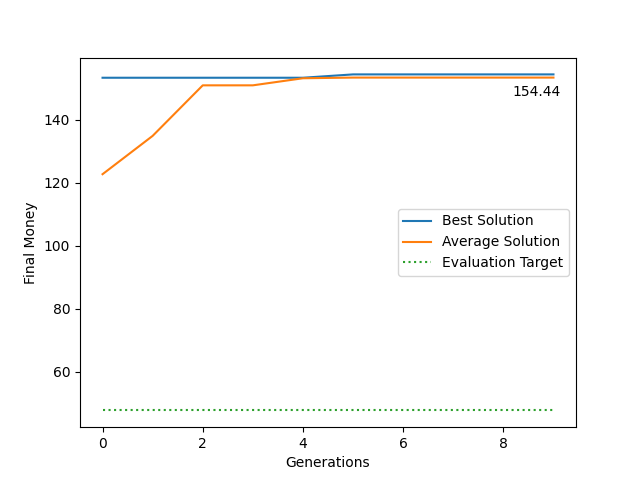 154.44
140
120
100
80
60
Final Money
Best Solution
Average Solution
Evaluation Target
0 2 4 6 8
Generations